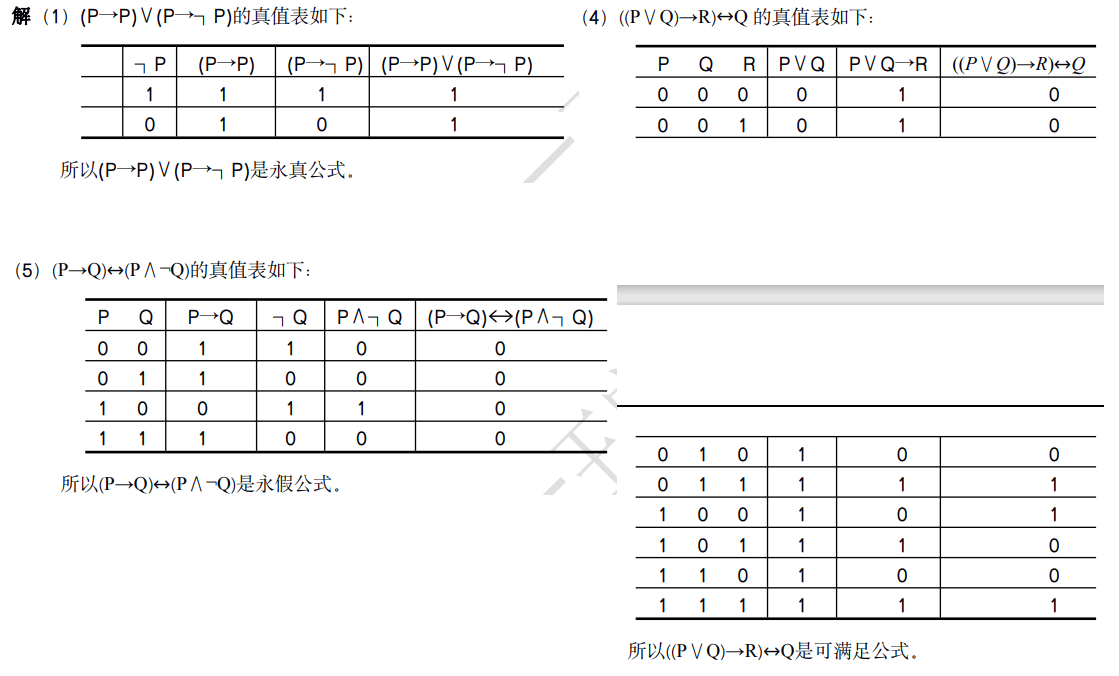 解（1）(P→P)∨(P→¬P)的真值表如下：
¬P (P→P) (P→¬P) (P→P)∨(P→¬P)
1 1 1 1
0 1 0 1
所以(P→P)∨(P→¬P)是永真公式。
（4）((P∨Q)→R)↔Q 的真值表如下：
P Q R P∨Q P∨Q→R ((P∨Q)→R)↔Q
0 0 0 0 1 0
0 0 1 0 1 0
（5）(P→Q)↔(P∧¬Q)的真值表如下：
P Q P→Q ¬Q P∧¬Q (P→Q)↔(P∧¬Q)
0 0 1 1 0 0
0 1 1 0 0 0
1 0 0 1 1 0
1 1 1 0 0 0
所以(P→Q)↔(P∧¬Q)是永假公式。
0 1 0 1 0 0
0 1 1 1 1 1
1 0 0 1 0 1
1 0 1 1 1 0
1 1 0 1 0 0
1 1 1 1 1 1
所以((P∨Q)→R)↔Q是可满足公式。